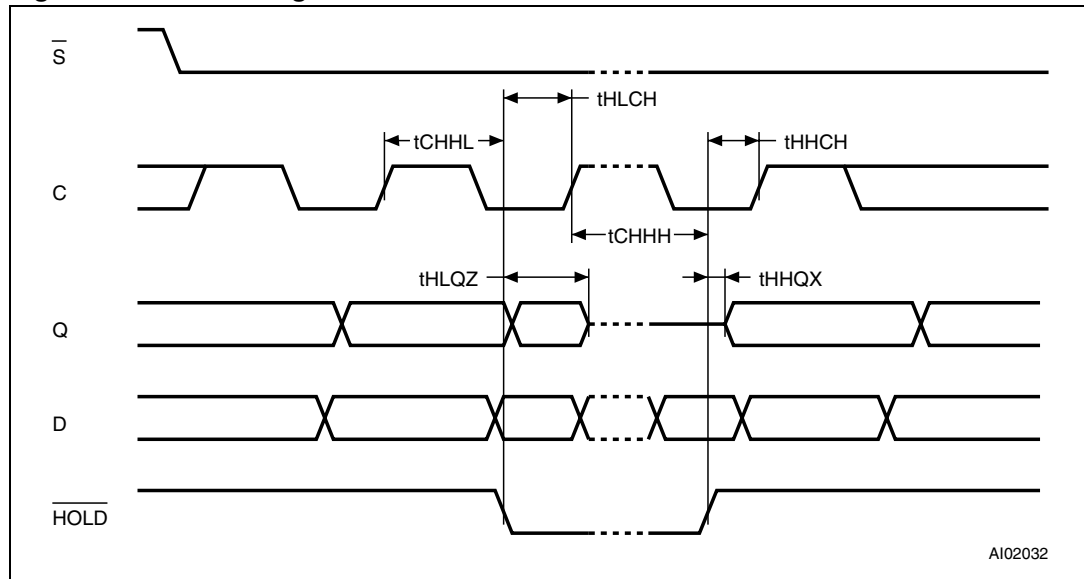 S
tHLCH
tCHHL
tHHCH
C
tCHHH
tHLQZ
tHHQX
Q
D
HOLD
AI02032